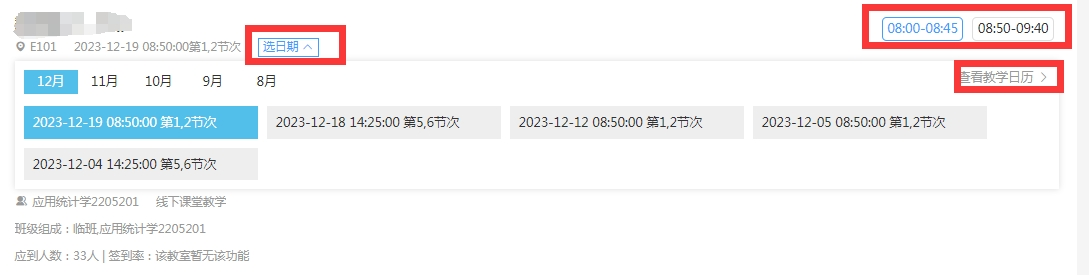 08:00-08:45 08:50-09:40
E101 2023-12-19 08:50:00第1,2节次 选日期
12月 11月 10月 9月 8月 查看教学日历
2023-12-19 08:50:00 第1,2节次 2023-12-18 14:25:00 第5,6节次 2023-12-12 08:50:00 第1,2节次 2023-12-05 08:50:00 第1,2节次
2023-12-04 14:25:00 第5,6节次
应用统计学2205201 线下课堂教学
班级组成：临班,应用统计学2205201
应到人数：33人 | 签到率：该教室暂无该功能